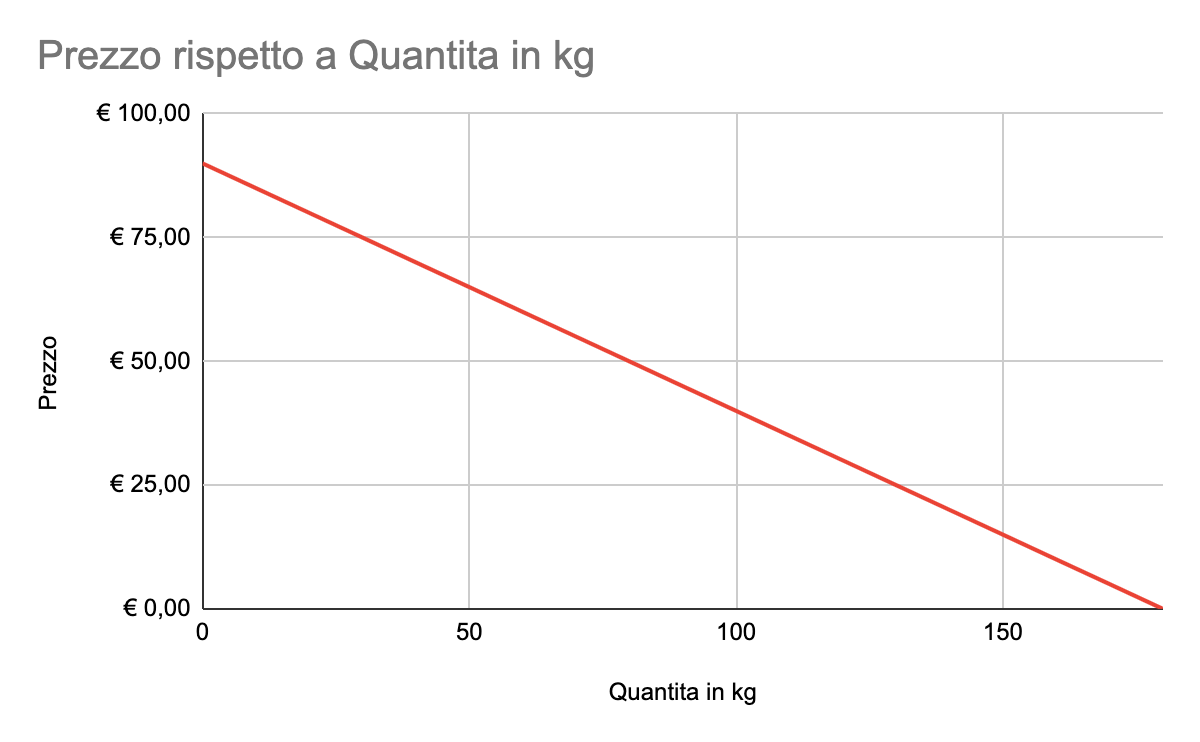 Prezzo rispetto a Quantita in kg
€ 100,00
€ 75,00
€ 50,00
€ 25,00
€ 0,00
Prezzo
0 50 100 150
Quantita in kg